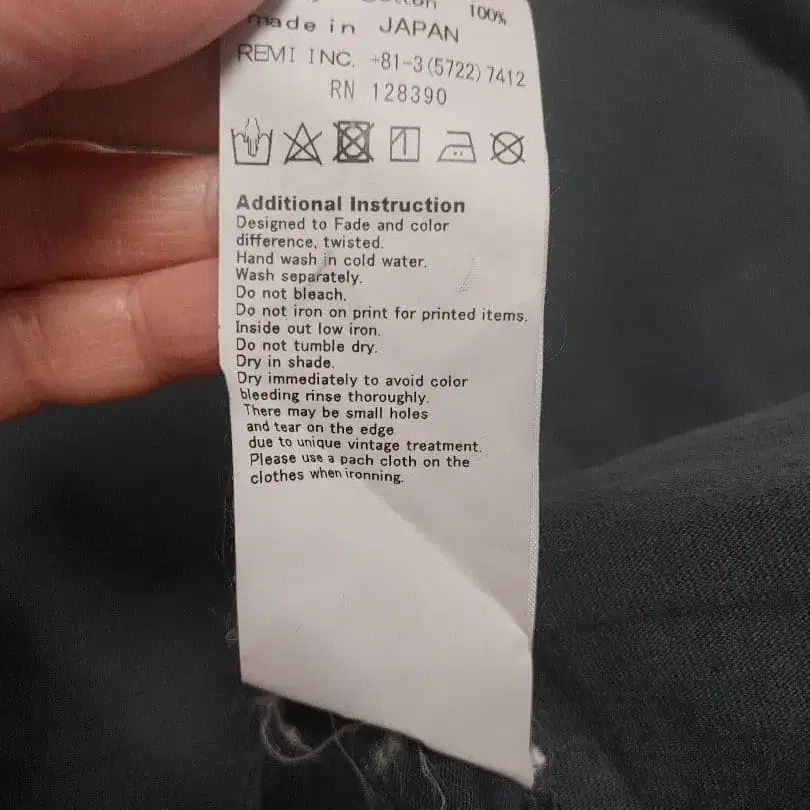 100%
made in JAPAN
REMI INC. +81-3(5722)7412
RN 128390
Additional Instruction
Designed to Fade and color
difference, twisted.
Hand wash in cold water.
Wash separately.
Do not bleach.
Do not iron on print for printed items.
Inside out low iron.
Do not tumble dry.
Dry in shade.
Dry immediately to avoid color
bleeding rinse thoroughly.
There may be small holes
and tear on the edge
due to unique vintage treatment.
Please use a pach cloth on the
clothes when ironning.